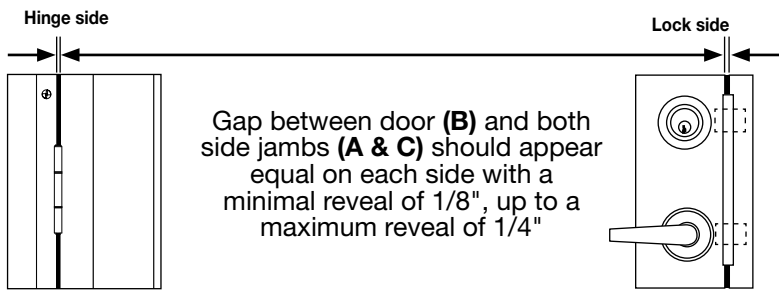 Hinge side
Lock side
Gap between door (B) and both
side jambs (A & C) should appear
equal on each side with a
minimal reveal of 1/8", up to a
maximum reveal of 1/4"